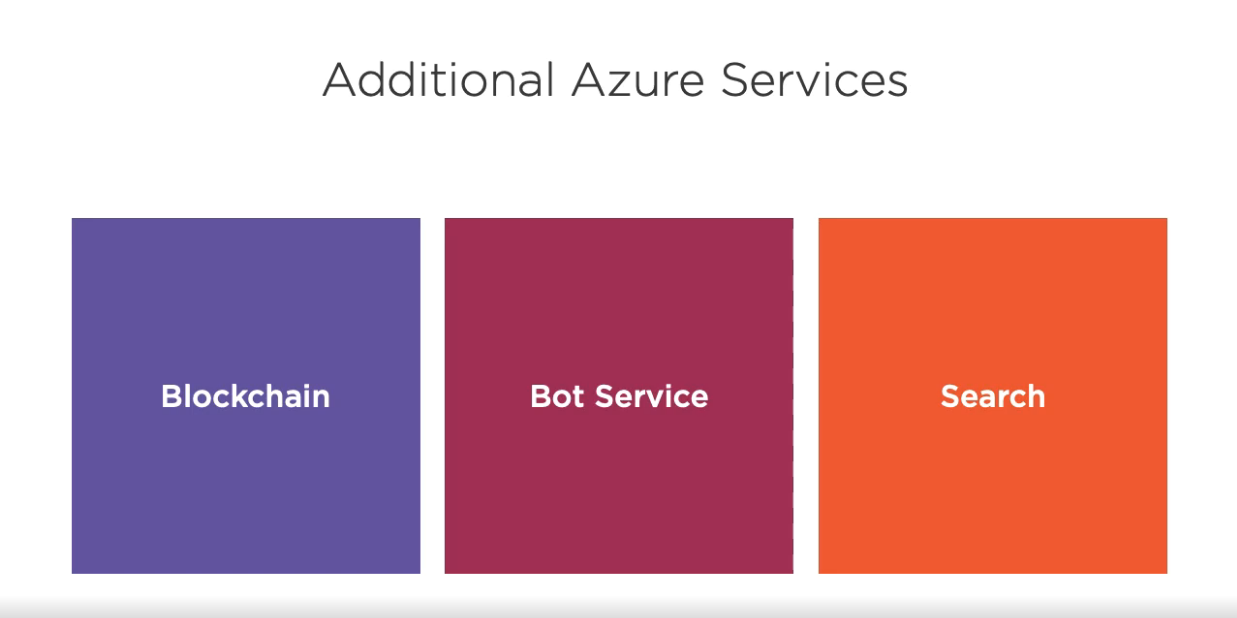 Additional Azure Services
Blockchain
Bot Service
Search